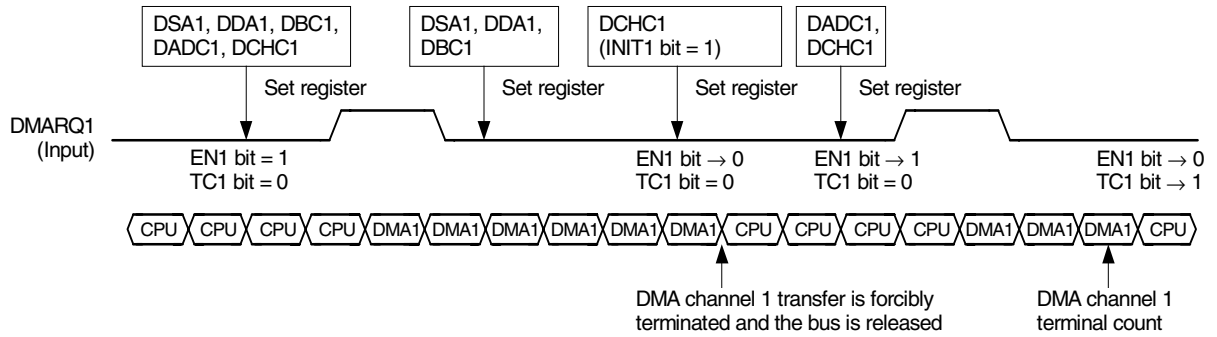 DSA1, DDA1, DBC1,
DADC1, DCHC1
DSA1, DDA1,
DBC1
DCHC1
(INIT1 bit = 1)
DADC1,
DCHC1
Set register
Set register
Set register
Set register
DMARQ1
(Input)
EN1 bit = 1
TC1 bit = 0
EN1 bit → 0
TC1 bit = 0
EN1 bit → 1
TC1 bit = 0
EN1 bit → 0
TC1 bit → 1
CPU CPU CPU CPU DMA1 DMA1 DMA1 DMA1 DMA1 DMA1 CPU CPU CPU CPU DMA1 DMA1 DMA1 CPU
DMA channel 1 transfer is forcibly
terminated and the bus is released
DMA channel 1
terminal count